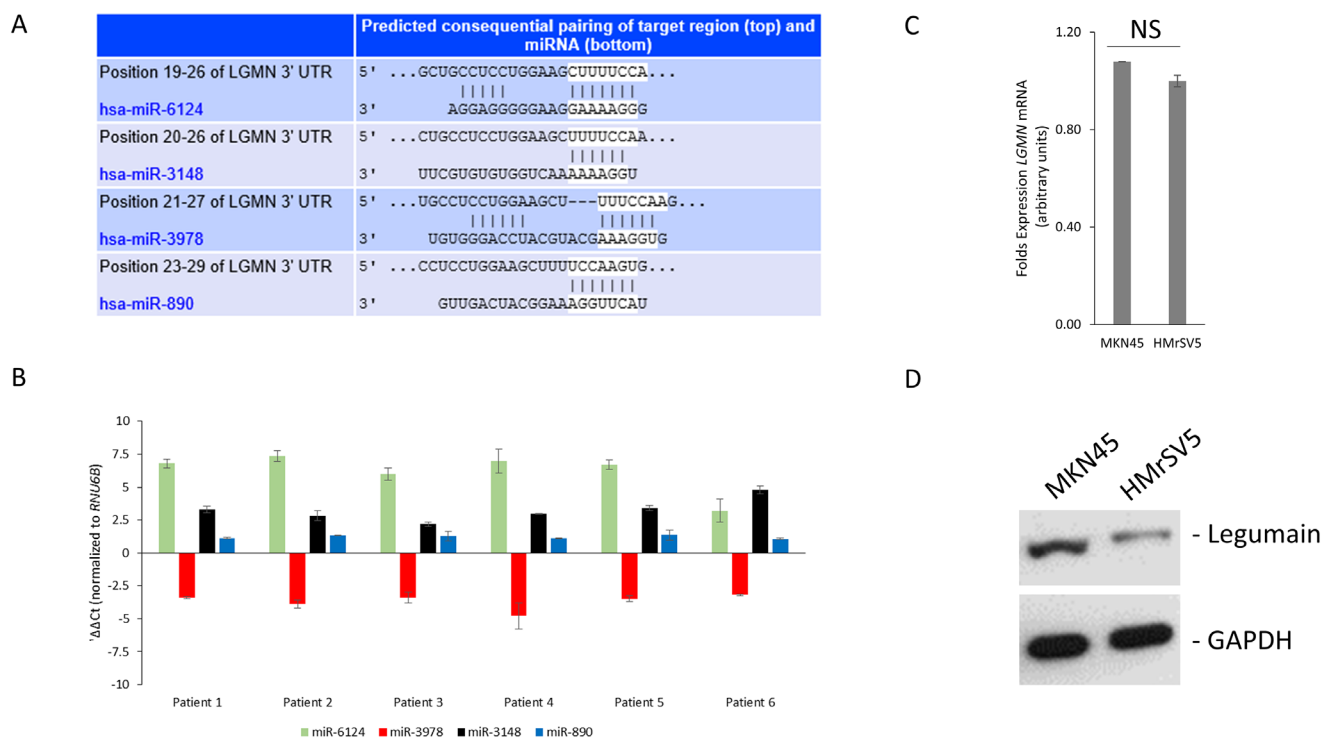 A
Predicted consequential pairing of target region (top) and
miRNA (bottom)
Position 19-26 of LGMN 3' UTR 5' ...GCUGCCUCCUGGAAGCUUUUCCA...
hsa-miR-6124 3' AGGAGGGGGAAGGAAAAGGG
Position 20-26 of LGMN 3' UTR 5' ...CUGCCUCCUGGAAGCUUUUCCAA...
hsa-miR-3148 3' UUCGUGUGUGGUCAAAAAAGGU
Position 21-27 of LGMN 3' UTR 5' ...UGCCUCCUGGAAGCU---UUUCCAAG...
hsa-miR-3978 3' UGUGGGACCUACGUACGAAAGGUG
Position 23-29 of LGMN 3' UTR 5' ...CCUCCUGGAAGCUUUUCCAAGUG...
hsa-miR-890 3' GUUGACUACGGAAAGGUUCAU
B
'ΔΔCt (normalized to RNU6B)
10
7.5
5
2.5
0
-2.5
-5
-7.5
-10
Patient 1 Patient 2 Patient 3 Patient 4 Patient 5 Patient 6
miR-6124 miR-3978 miR-3148 miR-890
C
NS
Folds Expression LGMN mRNA
(arbitrary units)
1.20
0.80
0.40
0.00
MKN45 HMrSV5
D
MKN45 HMrSV5
- Legumain
- GAPDH